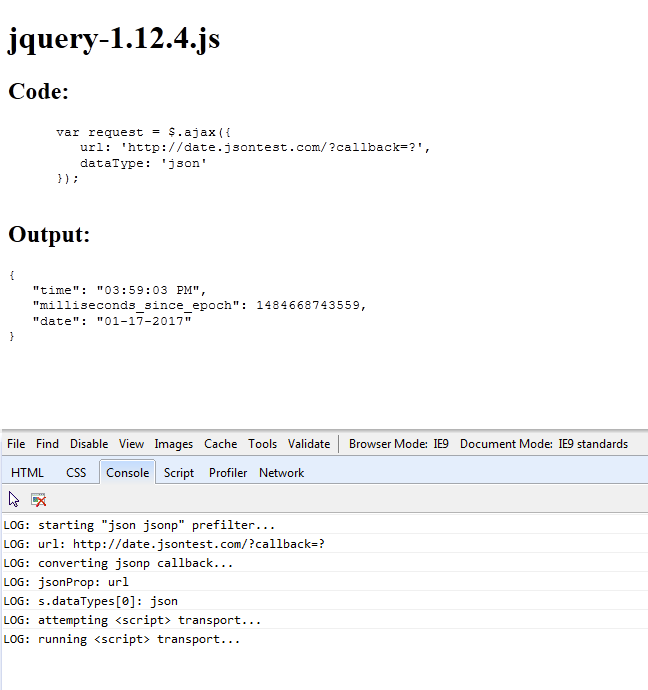 jquery-1.12.4.js
Code:
var request = $.ajax({
url: 'http://date.jsontest.com/?callback=?',
dataType: 'json'
});
Output:
{
"time": "03:59:03 PM",
"milliseconds_since_epoch": 1484668743559,
"date": "01-17-2017"
}
File Find Disable View Images Cache Tools Validate Browser Mode: IE9 Document Mode: IE9 standards
HTML CSS Console Script Profiler Network
LOG: starting "json jsonp" prefilter...
LOG: url: http://date.jsontest.com/?callback=?
LOG: converting jsonp callback...
LOG: jsonProp: url
LOG: s.dataTypes[0]: json
LOG: attempting <script> transport...
LOG: running <script> transport...